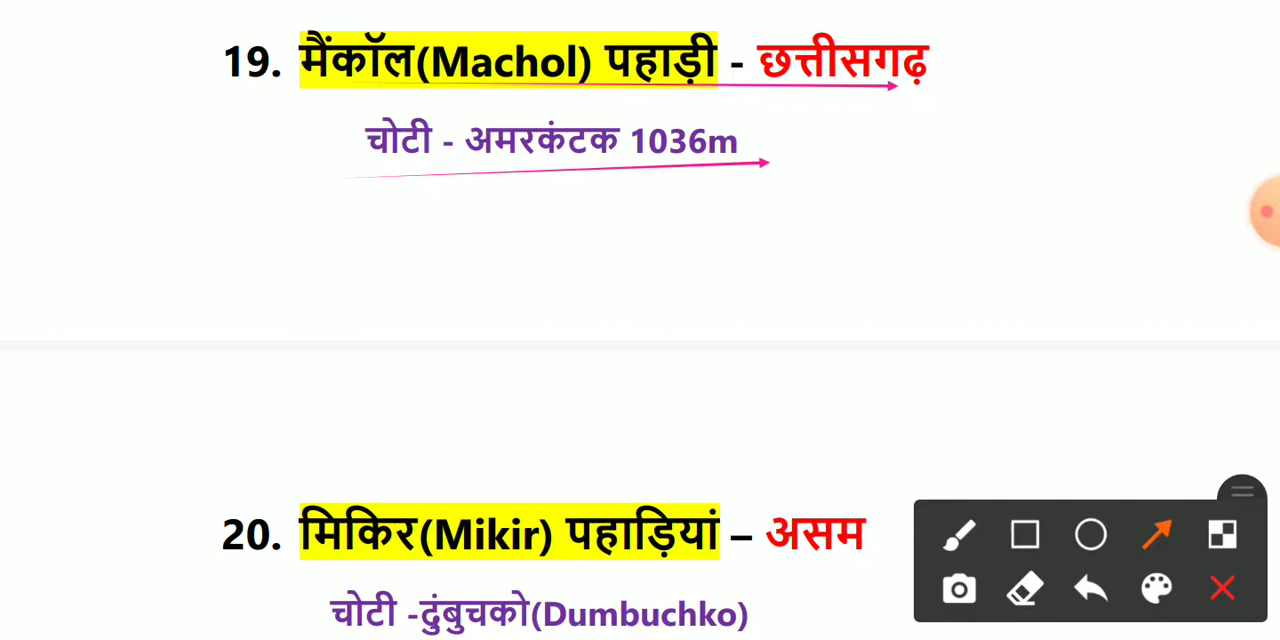 19. मैंकॉल(Machol) पहाड़ी - छत्तीसगढ़
चोटी - अमरकंटक 1036m
20. मिकिर(Mikir) पहाड़ियां – असम
चोटी -दुंबुचको(Dumbuchko)